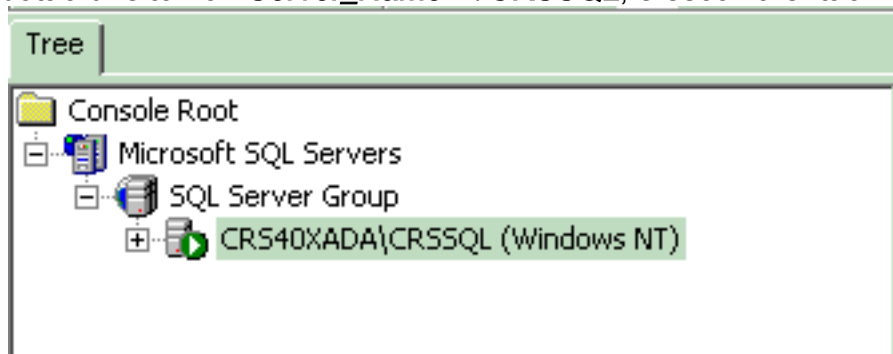 Tree
Console Root
Microsoft SQL Servers
SQL Server Group
CRS40XADA\CRSSQL (Windows NT)